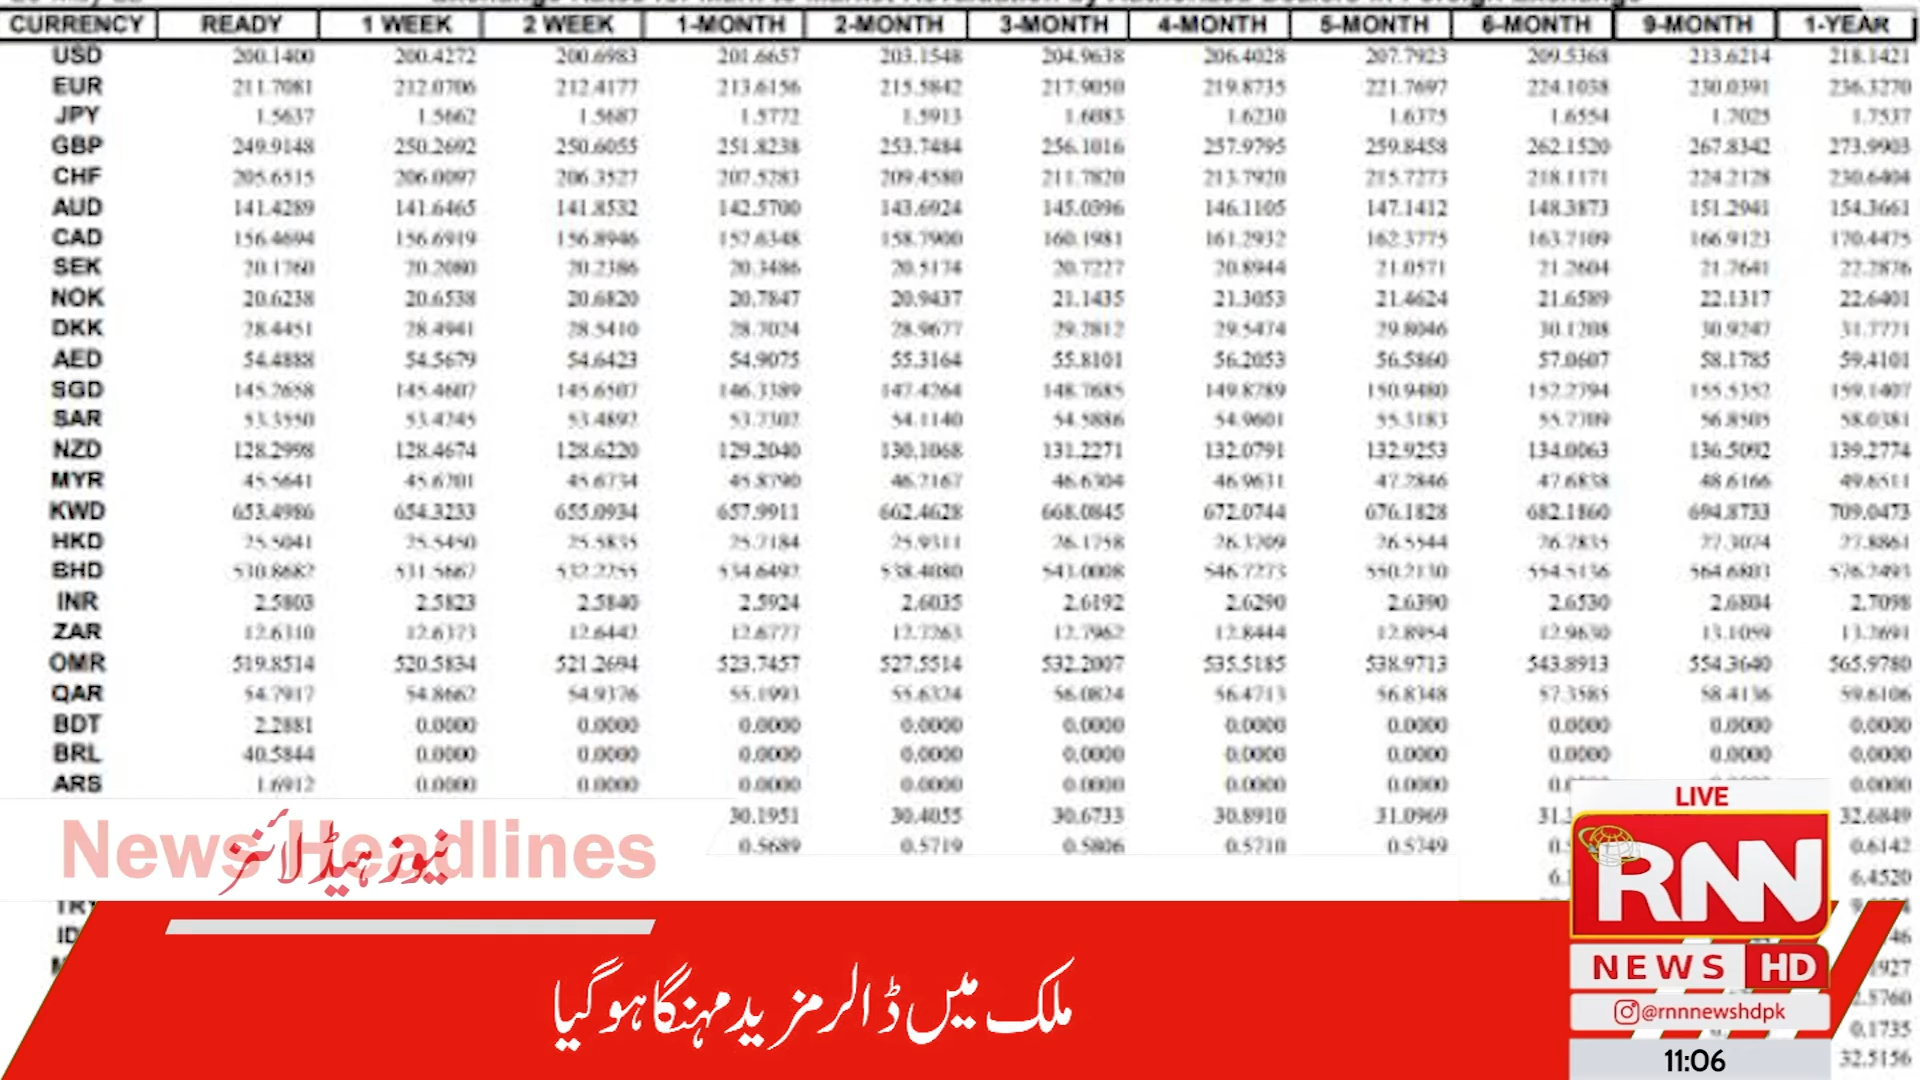 CURRENCY READY 1 WEEK 2 WEEK 1-MONTH 2-MONTH 3-MONTH 4-MONTH 5-MONTH 6-MONTH 9-MONTH 1-YEAR
USD 200.1400 200.4272 200.6983 201.6657 203.1548 204.9638 206.4028 207.7923 209.5368 213.6214 218.1421
EUR 211.7081 212.0706 212.4177 213.6156 215.5842 217.9050 219.8735 221.7697 224.1038 230.0391 236.3270
JPY 1.5637 1.5662 1.5687 1.5772 1.5913 1.6083 1.6230 1.6375 1.6554 1.7025 1.7537
GBP 249.9148 250.2692 250.6055 251.8238 253.7484 256.1016 257.9795 259.8458 262.1520 267.8342 273.9903
CHF 205.6515 206.0097 206.3527 207.5283 209.4580 211.7820 213.7920 215.7273 218.1171 224.2128 230.6404
AUD 141.4289 141.6465 141.8532 142.5700 143.6924 145.0396 146.1105 147.1412 148.3873 151.2941 154.3661
CAD 156.4694 156.6919 156.8946 157.6348 158.7900 160.1981 161.2932 162.3775 163.7109 166.9123 170.4475
SEK 20.1760 20.2080 20.2386 20.3486 20.5174 20.7227 20.8944 21.0571 21.2604 21.7641 22.2876
NOK 20.6238 20.6538 20.6820 20.7847 20.9437 21.1435 21.3053 21.4624 21.6589 22.1317 22.6401
DKK 28.4451 28.4941 28.5410 28.7024 28.9677 29.2812 29.5474 29.8046 30.1208 30.9247 31.7771
AED 54.4888 54.5679 54.6423 54.9075 55.3164 55.8101 56.2053 56.5860 57.0607 58.1785 59.4101
SGD 145.2658 145.4607 145.6507 146.3389 147.4264 148.7685 149.8789 150.9480 152.2794 155.5352 159.1407
SAR 53.3550 53.4245 53.4892 53.7302 54.1140 54.5886 54.9601 55.3183 55.7709 56.8505 58.0381
NZD 128.2998 128.4674 128.6220 129.2040 130.1068 131.2271 132.0791 132.9253 134.0063 136.5092 139.2774
MYR 45.5641 45.6201 45.6734 45.8790 46.2167 46.6304 46.9631 47.2846 47.6838 48.6166 49.6511
KWD 653.4986 654.3233 655.0934 657.9911 662.4628 668.0845 672.0744 676.1828 682.1860 694.8733 709.0473
HKD 25.5041 25.5450 25.5835 25.7184 25.9311 26.1758 26.3709 26.5544 26.7835 27.3074 27.8861
BHD 530.8682 531.5667 532.2255 534.6492 538.4080 543.0008 546.7273 550.2130 554.5136 564.6803 576.2493
INR 2.5803 2.5823 2.5840 2.5924 2.6035 2.6192 2.6290 2.6390 2.6530 2.6804 2.7098
ZAR 12.6310 12.6373 12.6442 12.6777 12.7263 12.7962 12.8444 12.8954 12.9630 13.1059 13.2691
OMR 519.8514 520.5834 521.2694 523.7457 527.5514 532.2007 535.5185 538.9713 543.8913 554.3640 565.9780
QAR 54.7917 54.8662 54.9376 55.1993 55.6324 56.0824 56.4713 56.8348 57.3585 58.4136 59.6106
BDT 2.2881 0.0000 0.0000 0.0000 0.0000 0.0000 0.0000 0.0000 0.0000 0.0000 0.0000
BRL 40.5844 0.0000 0.0000 0.0000 0.0000 0.0000 0.0000 0.0000 0.0000 0.0000 0.0000
ARS 1.6912 0.0000 0.0000 0.0000 0.0000 0.0000 0.0000 0.0000 0.0000 0.0000
30.1951 30.4055 30.6733 30.8910 31.0969 32.6849
0.5689 0.5719 0.5806 0.5710 0.5749 0.6142
6.4520
0.1735
32.5156
News Headlines
نیوز ہیڈ لائنز
ملک میں ڈالر مزید مہنگا ہو گیا
LIVE
RNN
NEWS HD
@rnnnewshdpk
11:06